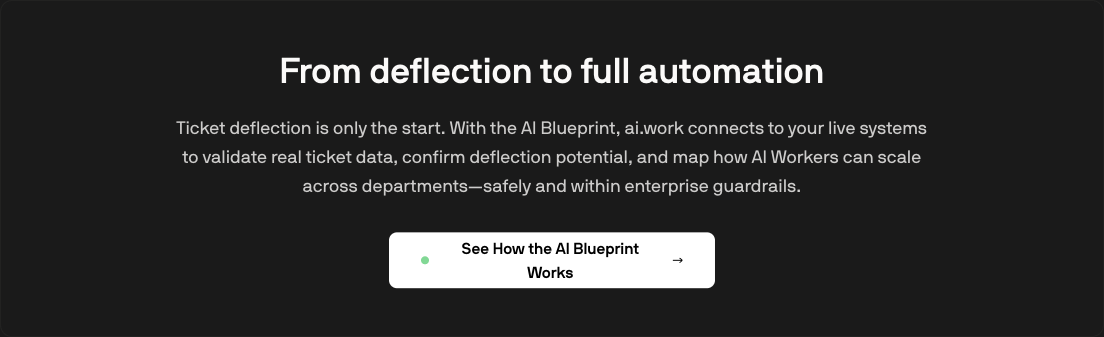 From deflection to full automation
Ticket deflection is only the start. With the AI Blueprint, ai.work connects to your live systems
to validate real ticket data, confirm deflection potential, and map how AI Workers can scale
across departments—safely and within enterprise guardrails.
See How the AI Blueprint
Works
→